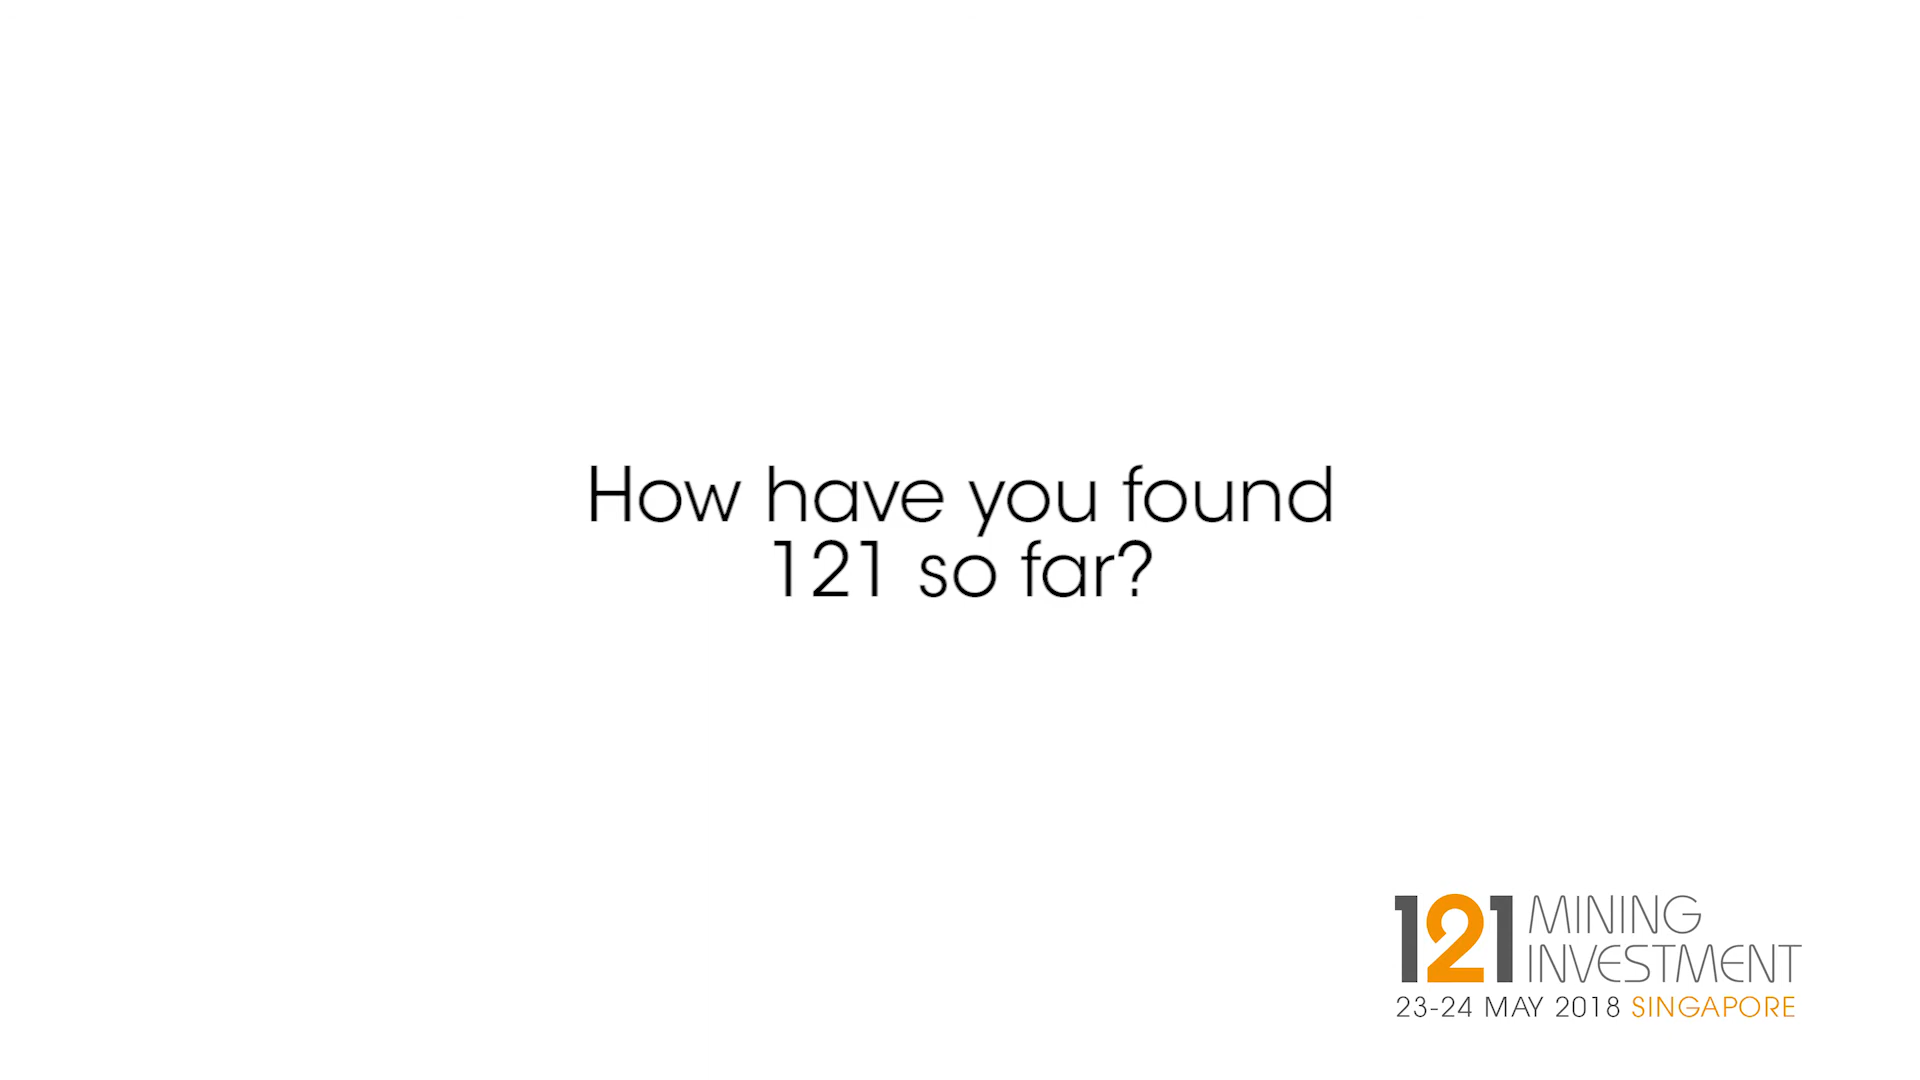 How have you found
121 so far?
121 MINING
INVESTMENT
23-24 MAY 2018 SINGAPORE